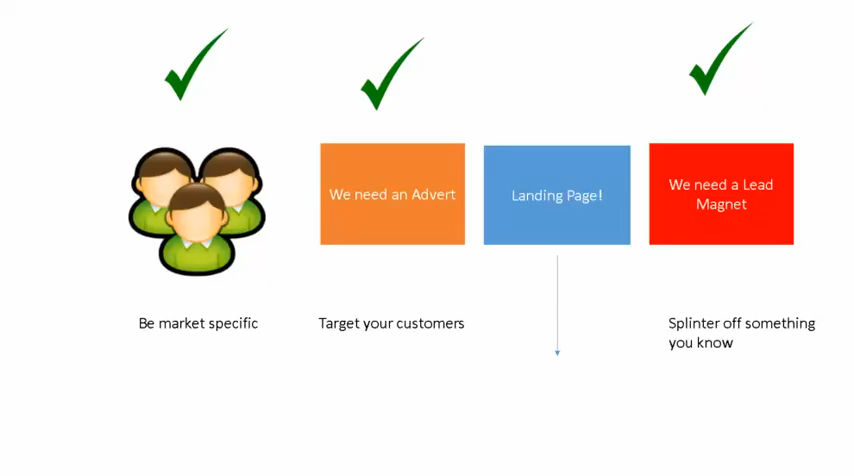 We need an Advert
Landing Page!
We need a Lead
Magnet
Be market specific
Target your customers
Splinter off something
you know